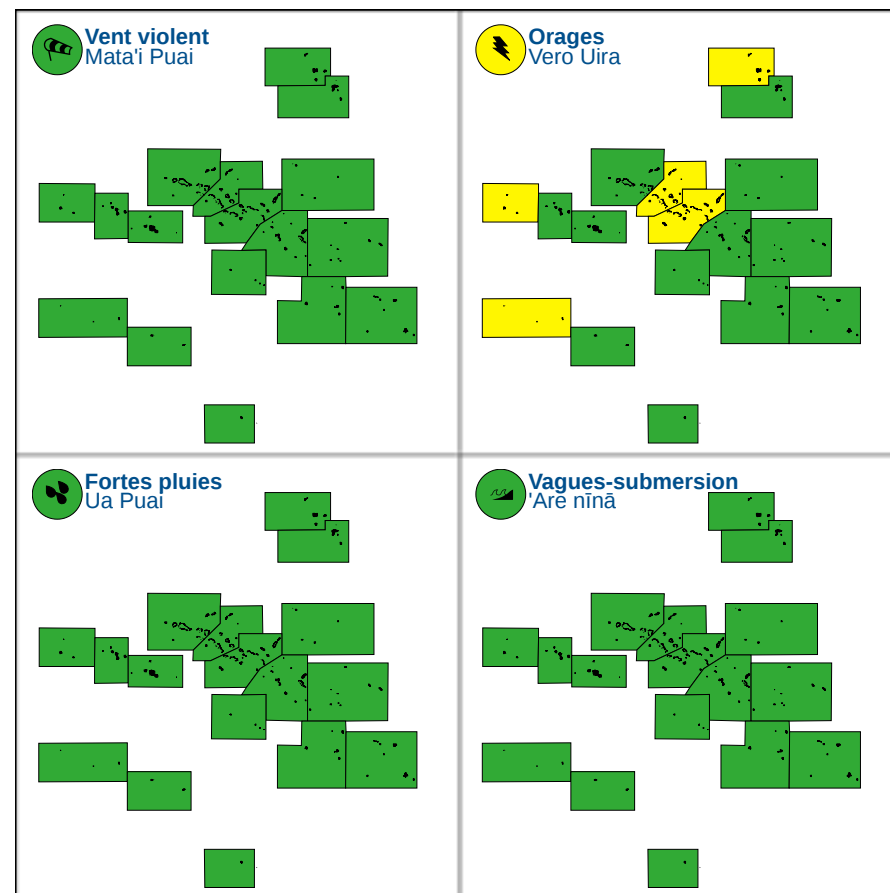 Vent violent
Mata'i Puai
Orages
Vero Uira
Fortes pluies
Ua Puai
Vagues-submersion
'Are nīnā